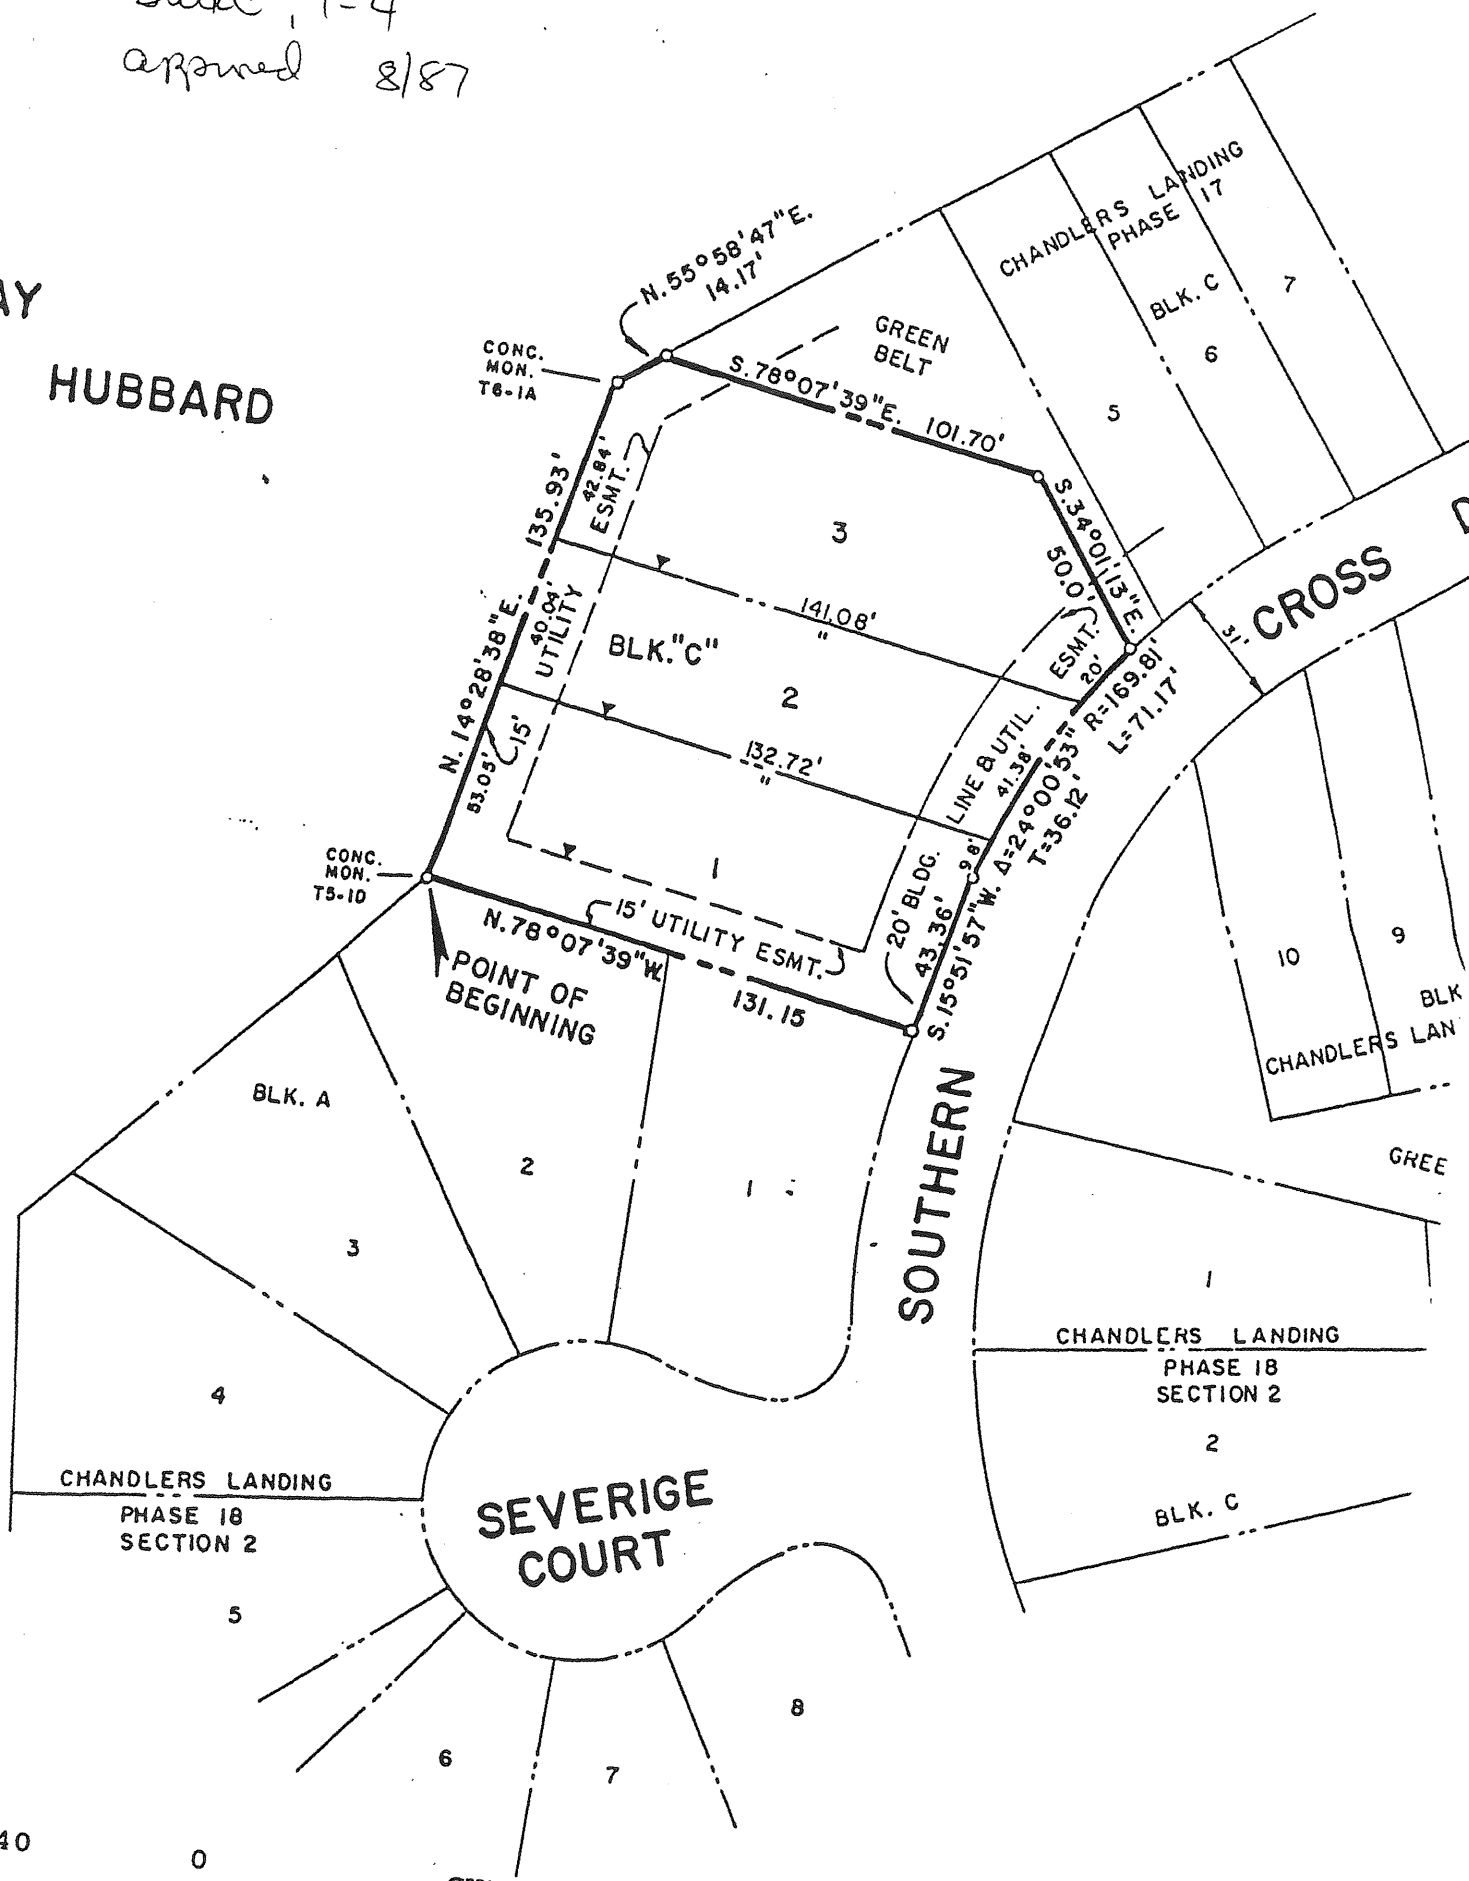 1-4
approved 8/87
AY
HUBBARD
N. 55°58'47"E.
14.17'
CONC.
MON.
T6-1A
GREEN
BELT
S. 78°07'39"E. 101.70'
CHANDLERS LANDING
PHASE 17
BLK. C
7
6
5
S. 34°01'13"E.
50.0'
CROSS
31'
N. 14°28'38"E. 135.93'
42.84'
ESMT.
40.04'
UTILITY
15'
53.05'
3
141.08'
"
BLK."C"
2
132.72'
"
1
20' BLDG. LINE & UTIL. ESMT.
20'
41.38'
9.8'
R=169.81'
L=71.17'
Δ=24°00'53"
T=36.12'
43.36'
S. 15°51'57"W.
CONC.
MON.
T5-1D
15' UTILITY ESMT.
N. 78°07'39"W. 131.15
POINT OF
BEGINNING
10
9
BLK
CHANDLERS LAN
GREE
BLK. A
2
1
3
4
SOUTHERN
1
CHANDLERS LANDING
PHASE 18
SECTION 2
2
BLK. C
CHANDLERS LANDING
PHASE 18
SECTION 2
5
SEVERIGE
COURT
6
7
8
40
0